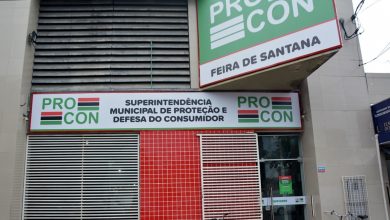 PRO
CON
FEIRA DE SANTANA
PRO
CON
SUPERINTENDÊNCIA
MUNICIPAL DE PROTEÇÃO E
DEFESA DO CONSUMIDOR
PRO
CON